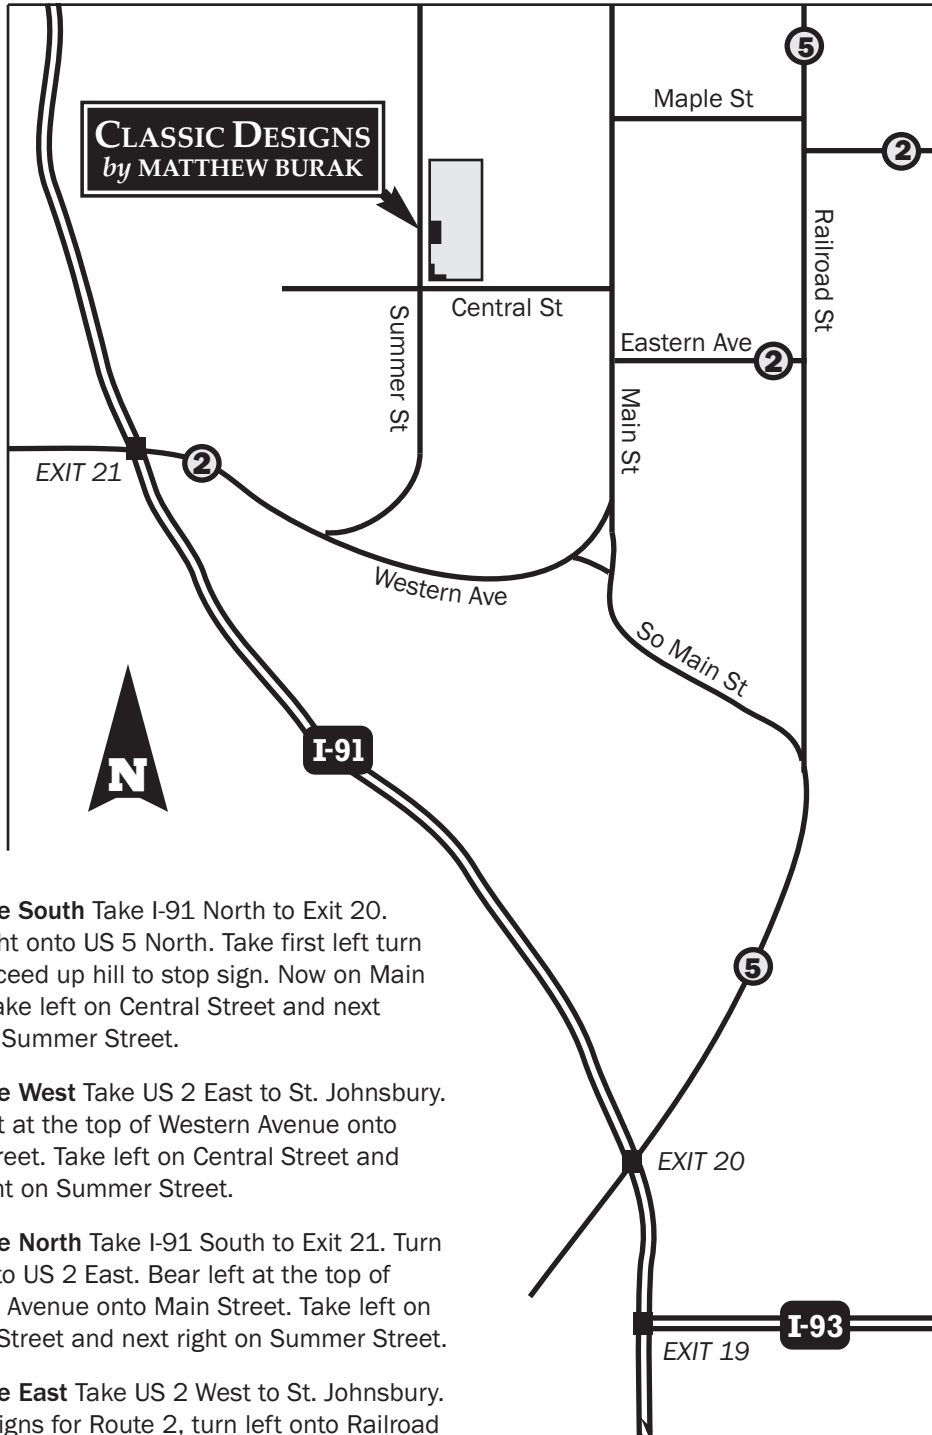 5
Maple St
CLASSIC DESIGNS
by MATTHEW BURAK
2
Railroad St
Central St
Summer St
Eastern Ave
2
Main St
EXIT 21
2
Western Ave
So Main St
I-91
N
e South Take I-91 North to Exit 20.
ht onto US 5 North. Take first left turn
ceed up hill to stop sign. Now on Main
ake left on Central Street and next
Summer Street.
5
e West Take US 2 East to St. Johnsbury.
t at the top of Western Avenue onto
reet. Take left on Central Street and
nt on Summer Street.
EXIT 20
e North Take I-91 South to Exit 21. Turn
to US 2 East. Bear left at the top of
Avenue onto Main Street. Take left on
Street and next right on Summer Street.
I-93
EXIT 19
e East Take US 2 West to St. Johnsbury.
igns for Route 2, turn left onto Railroad